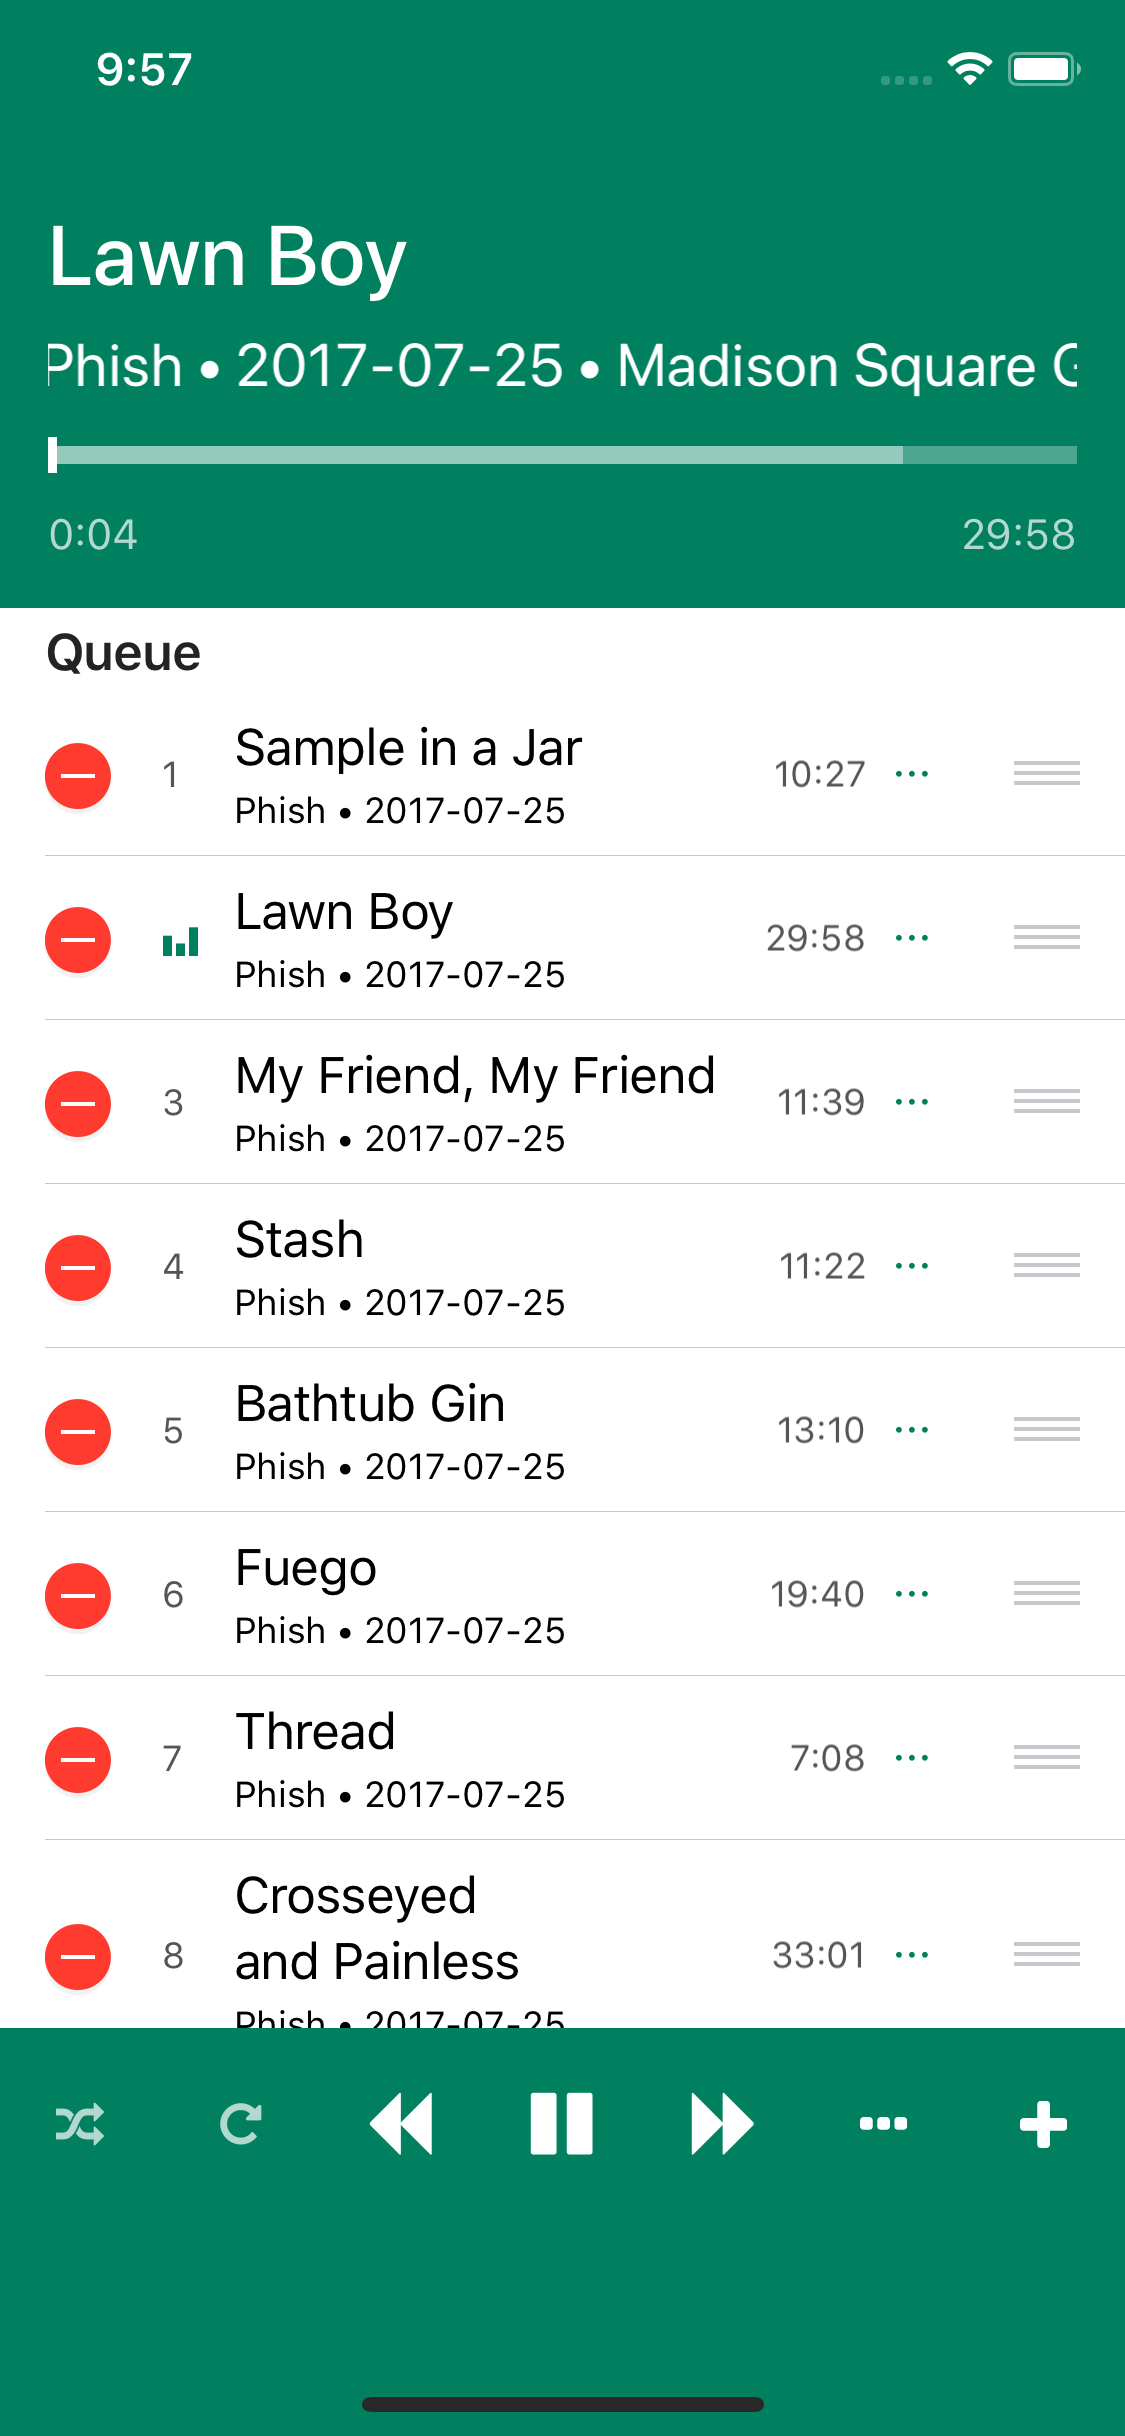 9:57
Lawn Boy
Phish • 2017-07-25 • Madison Square
0:04
29:58
Queue
1
Sample in a Jar
Phish • 2017-07-25
10:27
Lawn Boy
Phish • 2017-07-25
29:58
3
My Friend, My Friend
Phish • 2017-07-25
11:39
4
Stash
Phish • 2017-07-25
11:22
5
Bathtub Gin
Phish • 2017-07-25
13:10
6
Fuego
Phish • 2017-07-25
19:40
7
Thread
Phish • 2017-07-25
7:08
8
Crosseyed
and Painless
Phish • 2017-07-25
33:01